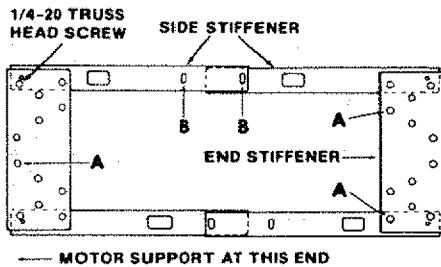 1/4-20 TRUSS
HEAD SCREW
SIDE STIFFENER
B
B
A
A
END STIFFENER
A
MOTOR SUPPORT AT THIS END